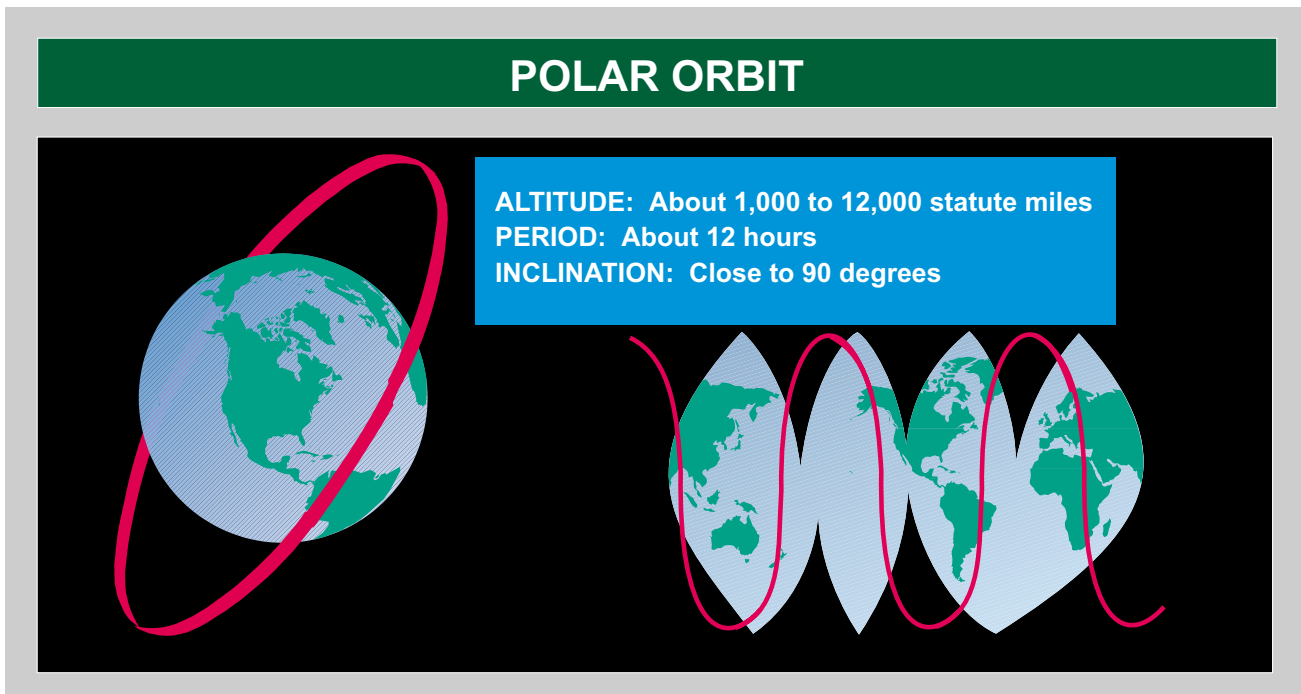 POLAR ORBIT
ALTITUDE: About 1,000 to 12,000 statute miles
PERIOD: About 12 hours
INCLINATION: Close to 90 degrees